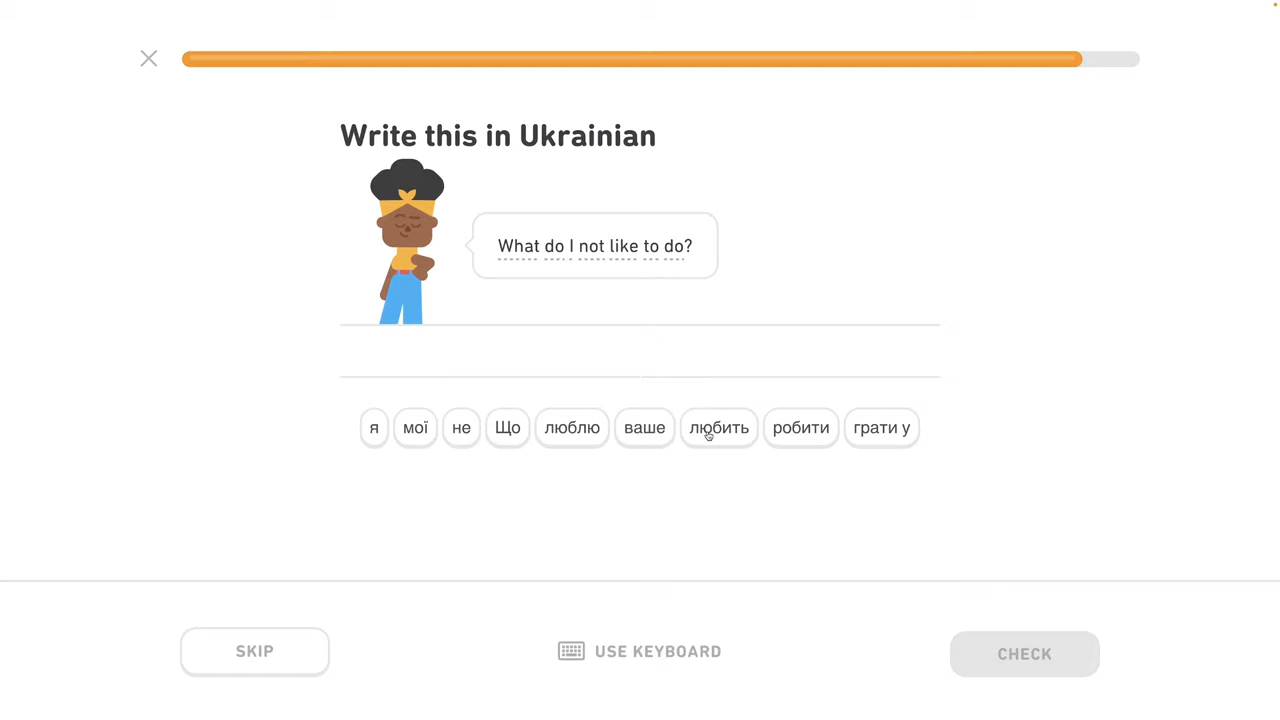 Write this in Ukrainian
What do I not like to do?
я мої не Що люблю ваше любить робити грати у
SKIP USE KEYBOARD CHECK